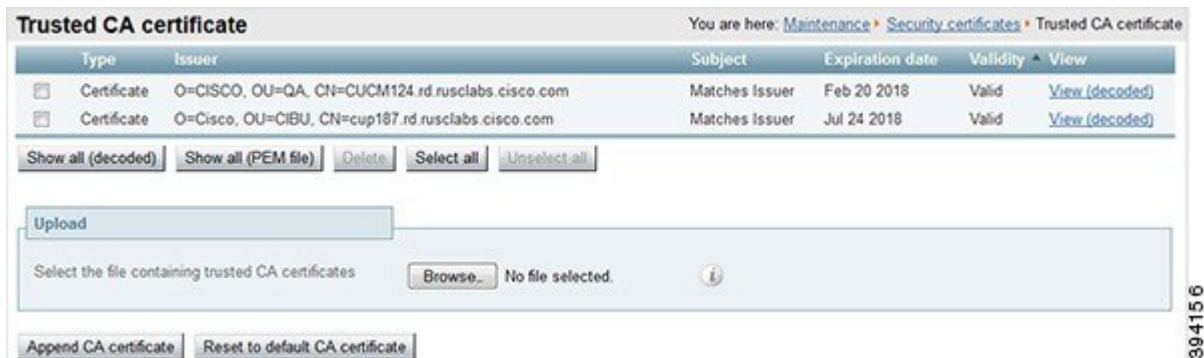 Trusted CA certificate
You are here: Maintenance Security certificates Trusted CA certificate
Type Issuer Subject Expiration date Validity View
Certificate O=CISCO, OU=QA, CN=CUCM124.rd.rusclabs.cisco.com Matches Issuer Feb 20 2018 Valid View (decoded)
Certificate O=Cisco, OU=CIBU, CN=cup187.rd.rusclabs.cisco.com Matches Issuer Jul 24 2018 Valid View (decoded)
Show all (decoded) Show all (PEM file) Delete Select all Unselect all
Upload
Select the file containing trusted CA certificates Browse.. No file selected. i
Append CA certificate Reset to default CA certificate
394156